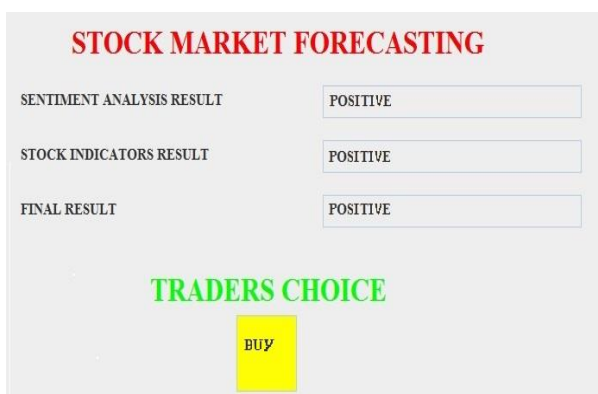 STOCK MARKET FORECASTING
SENTIMENT ANALYSIS RESULT POSITIVE
STOCK INDICATORS RESULT POSITIVE
FINAL RESULT POSITIVE
TRADERS CHOICE
BUY